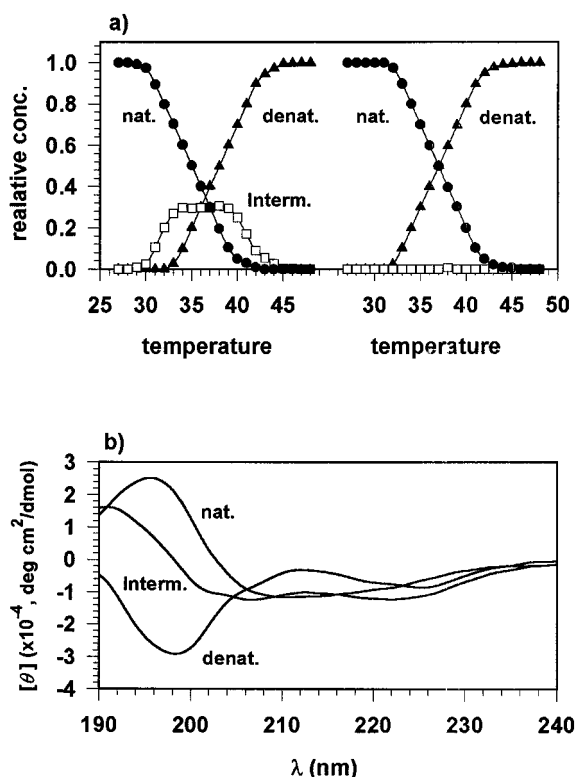 a)
realative conc.
1.0
0.8
0.6
0.4
0.2
0.0
nat.
denat.
Interm.
nat.
denat.
25 30 35 40 45 30 35 40 45 50
temperature temperature
b)
[θ] (x10⁻⁴, deg cm²/dmol)
3
2
1
0
-1
-2
-3
-4
nat.
Interm.
denat.
190 200 210 220 230 240
λ (nm)